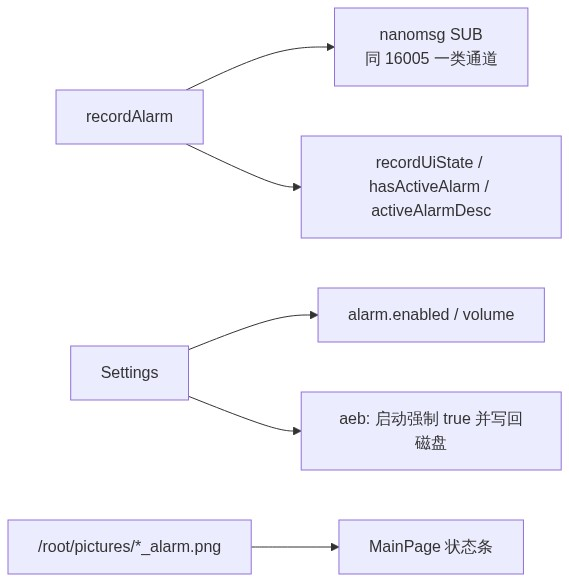 nanomsg SUB
同 16005 一类通道
recordAlarm
recordUiState /
hasActiveAlarm /
activeAlarmDesc
alarm.enabled / volume
Settings
aeb: 启动强制 true 并写回
磁盘
/root/pictures/*_alarm.png
MainPage 状态条